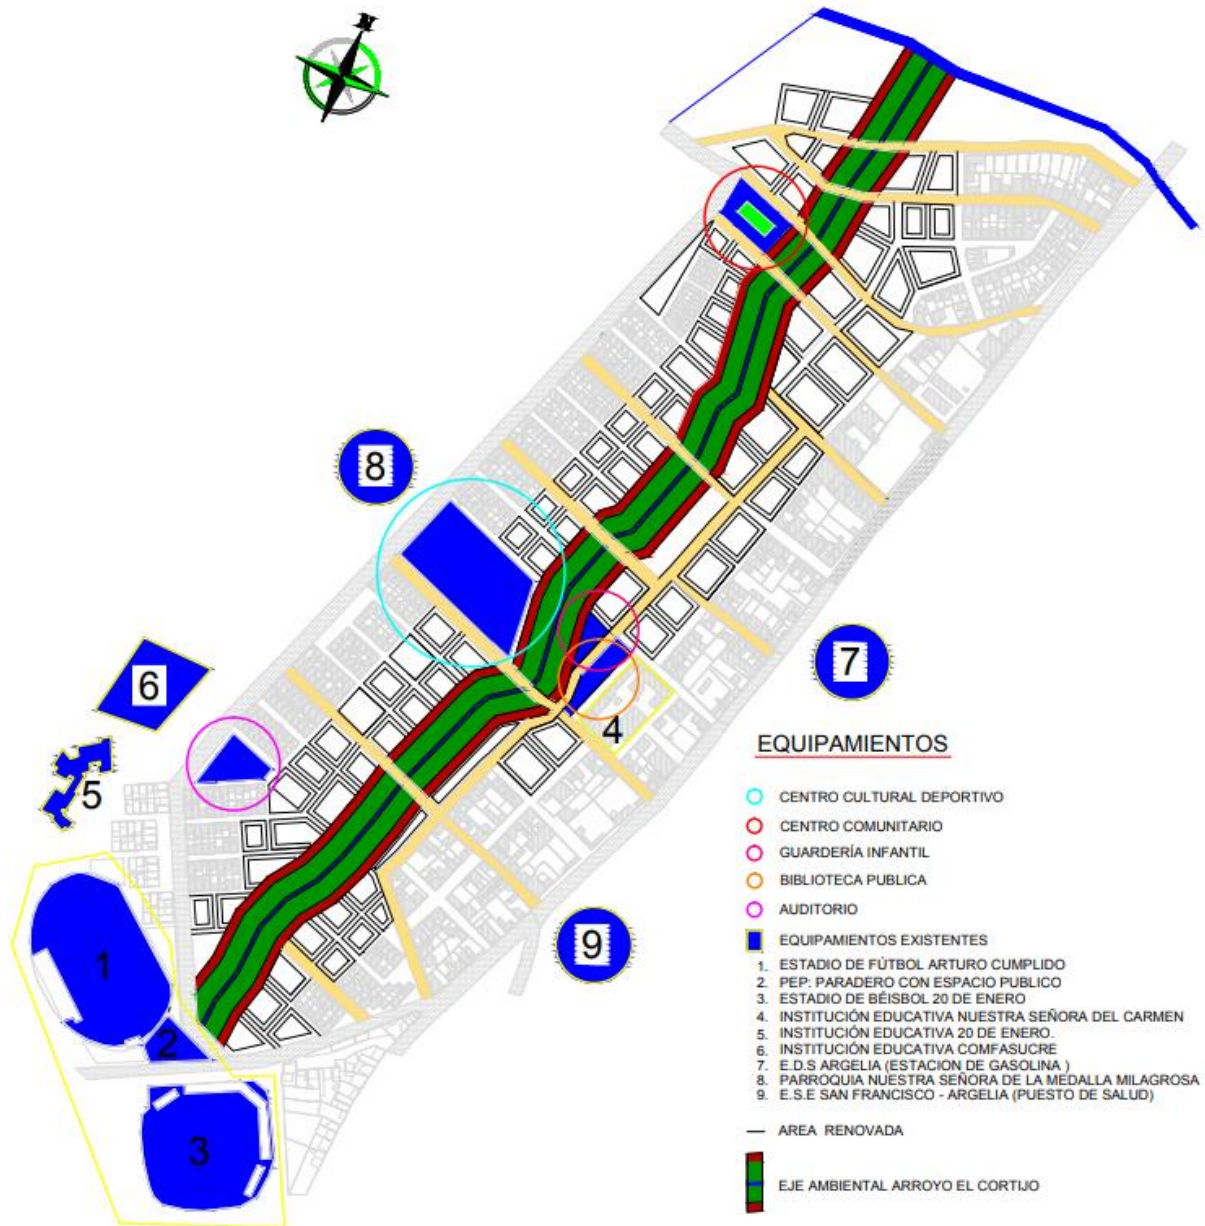 N
8
7
6
4
5
9
1
2
3
EQUIPAMIENTOS
CENTRO CULTURAL DEPORTIVO
CENTRO COMUNITARIO
GUARDERÍA INFANTIL
BIBLIOTECA PUBLICA
AUDITORIO
EQUIPAMIENTOS EXISTENTES
1. ESTADIO DE FÚTBOL ARTURO CUMPLIDO
2. PEP: PARADERO CON ESPACIO PUBLICO
3. ESTADIO DE BÉISBOL 20 DE ENERO
4. INSTITUCIÓN EDUCATIVA NUESTRA SEÑORA DEL CARMEN
5. INSTITUCIÓN EDUCATIVA 20 DE ENERO.
6. INSTITUCIÓN EDUCATIVA COMFASUCRE
7. E.D.S ARGELIA (ESTACION DE GASOLINA )
8. PARROQUIA NUESTRA SEÑORA DE LA MEDALLA MILAGROSA
9. E.S.E SAN FRANCISCO - ARGELIA (PUESTO DE SALUD)
AREA RENOVADA
EJE AMBIENTAL ARROYO EL CORTIJO